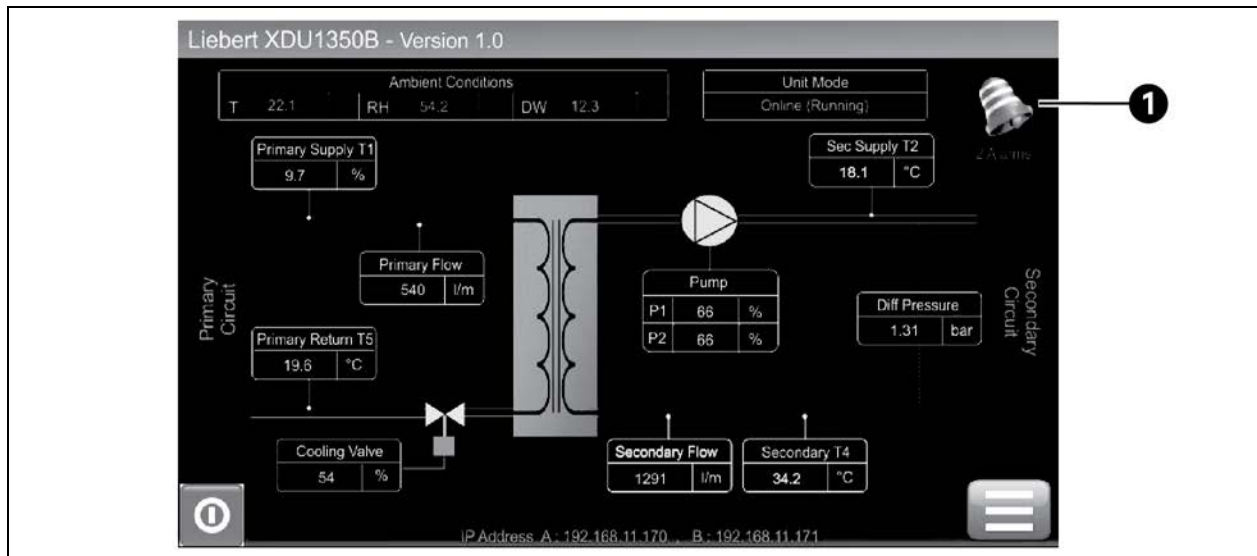 Liebert XDU1350B - Version 1.0
Ambient Conditions
T 22.1 RH 54.2 DW 12.3
Unit Mode
Online (Running)
1
2 Alarms
Primary Supply T1
9.7 %
Sec Supply T2
18.1 °C
Primary Flow
540 l/m
Pump
P1 66 %
P2 66 %
Diff Pressure
1.31 bar
Primary Circuit
Secondary Circuit
Primary Return T5
19.6 °C
Cooling Valve
54 %
Secondary Flow
1291 l/m
Secondary T4
34.2 °C
IP Address A : 192.168.11.170 , B : 192.168.11.171